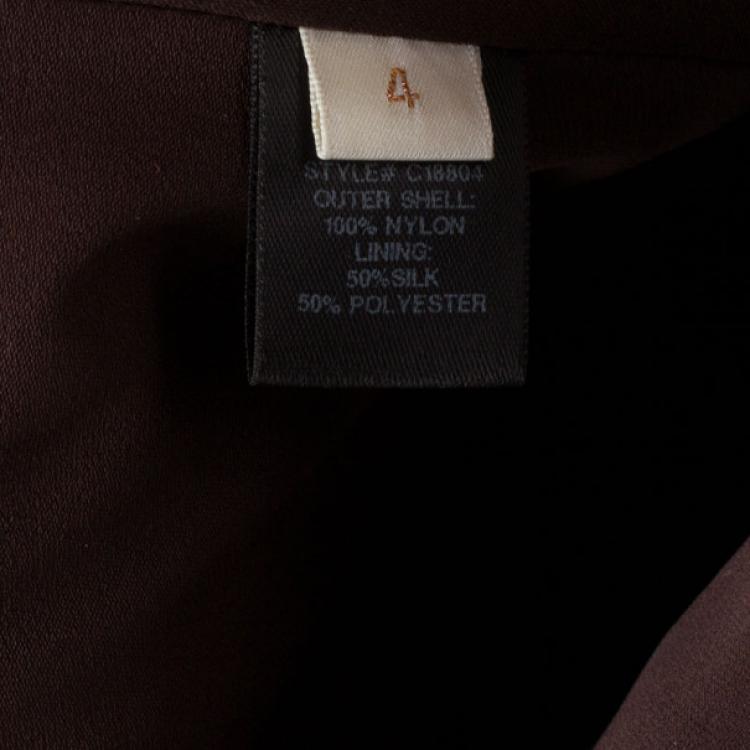 4
STYLE# C18804
OUTER SHELL:
100% NYLON
LINING:
50%SILK
50% POLYESTER